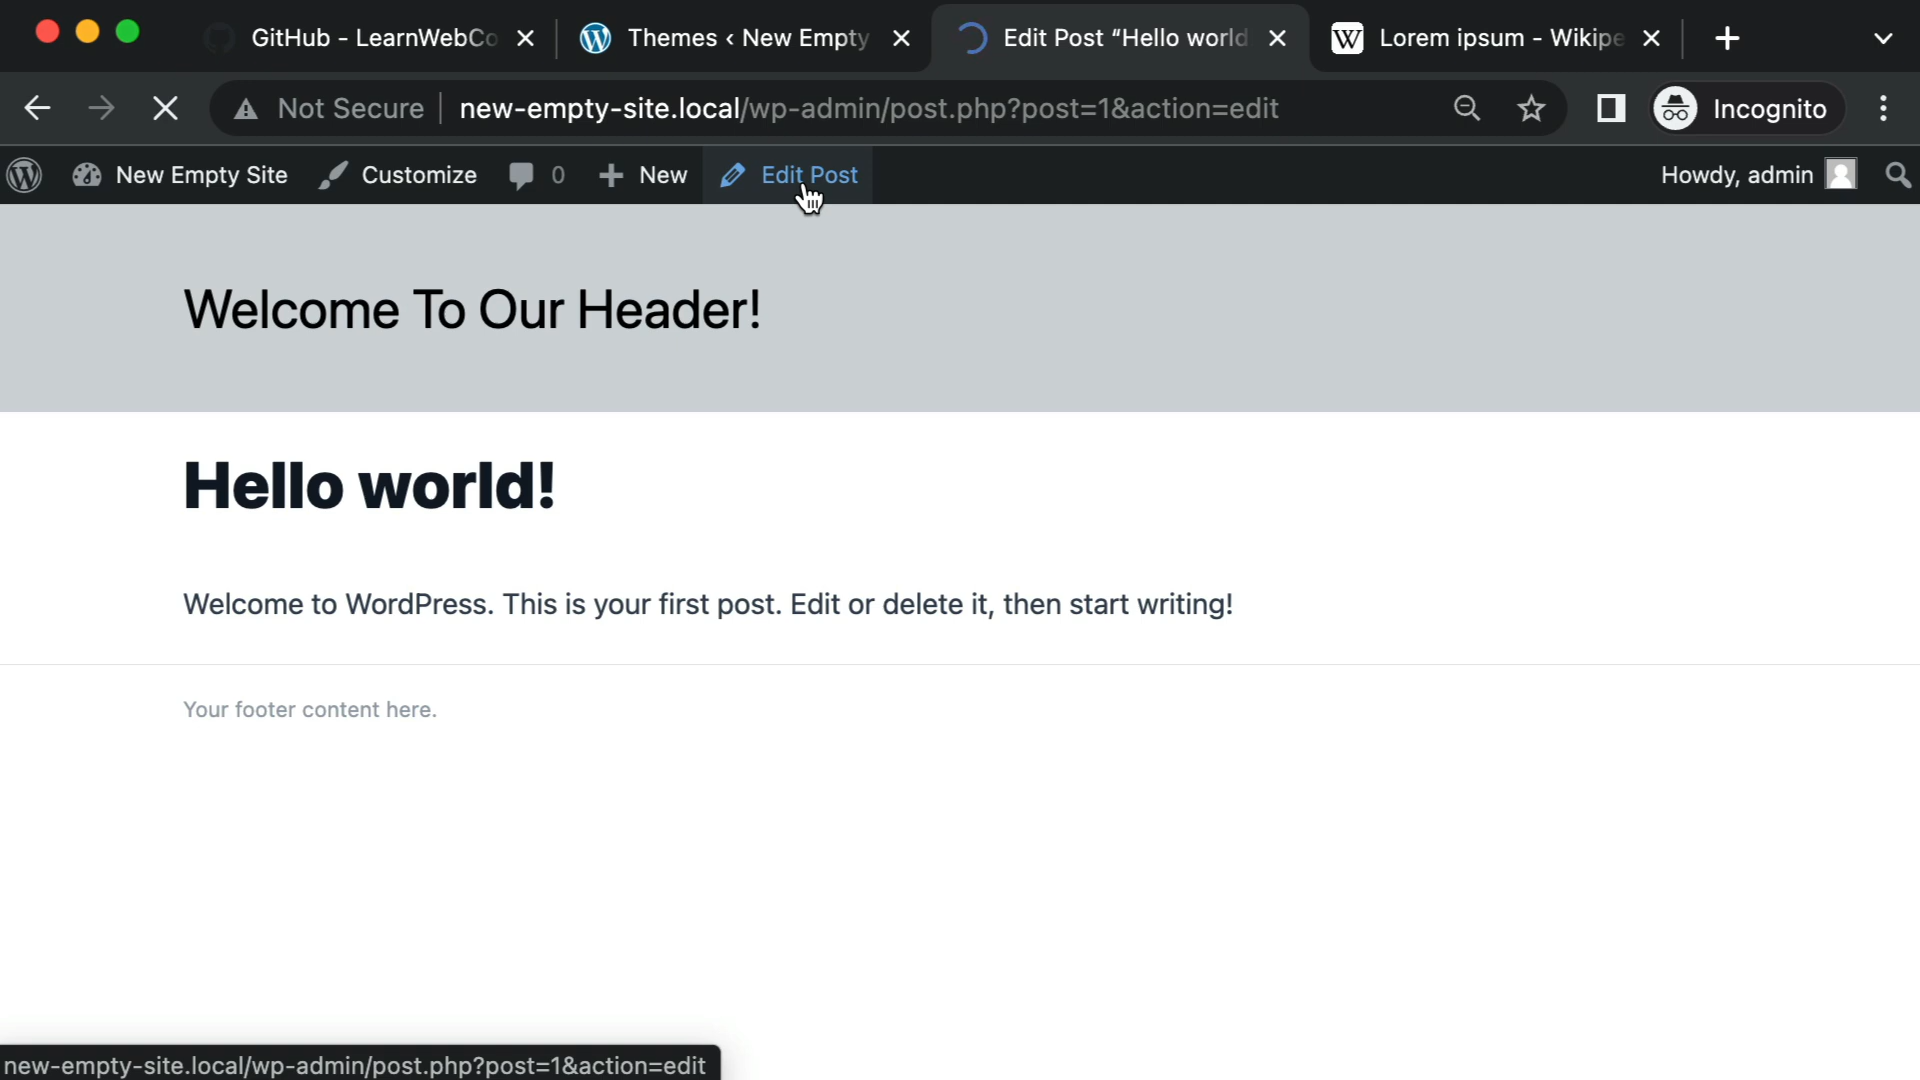 GitHub - LearnWebCo
Themes ‹ New Empty
Edit Post “Hello world
Lorem ipsum - Wikipe
Not Secure
new-empty-site.local/wp-admin/post.php?post=1&action=edit
Incognito
New Empty Site
Customize
0
New
Edit Post
Howdy, admin
Welcome To Our Header!
Hello world!
Welcome to WordPress. This is your first post. Edit or delete it, then start writing!
Your footer content here.
new-empty-site.local/wp-admin/post.php?post=1&action=edit